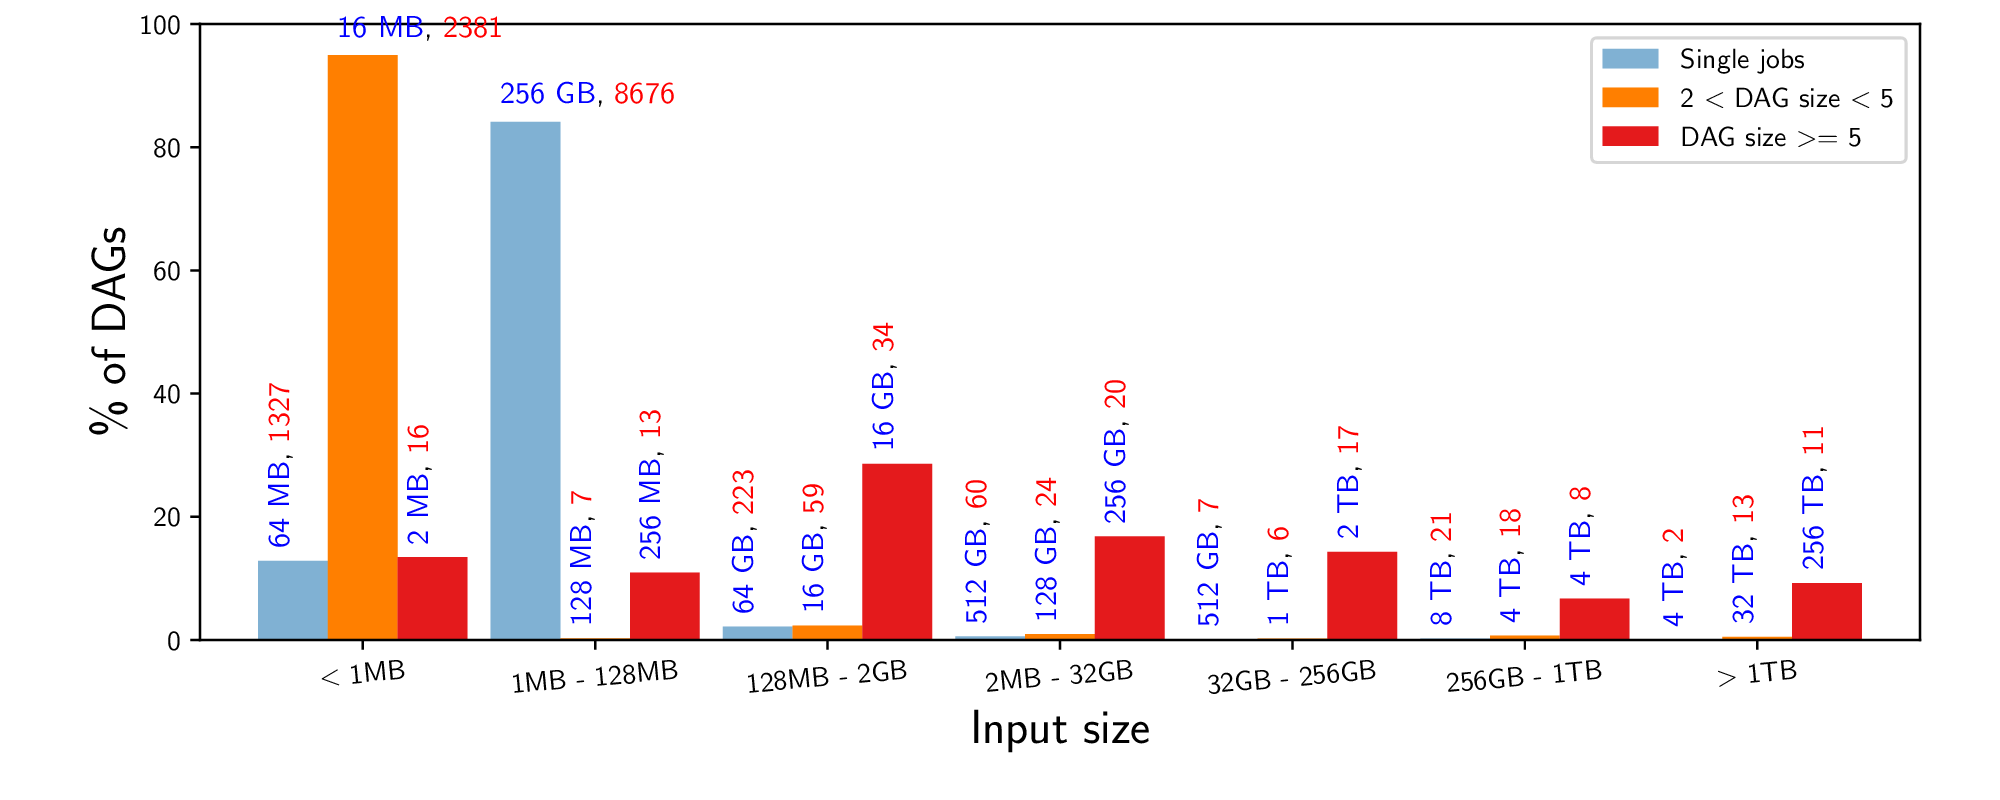 100
80
60
40
20
0
% of DAGs
16 MB, 2381
256 GB, 8676
64 MB, 1327
2 MB, 16
128 MB, 7
256 MB, 13
64 GB, 223
16 GB, 59
16 GB, 34
512 GB, 60
128 GB, 24
256 GB, 20
512 GB, 7
1 TB, 6
2 TB, 17
8 TB, 21
4 TB, 18
4 TB, 8
4 TB, 2
32 TB, 13
256 TB, 11
Single jobs
2 < DAG size < 5
DAG size >= 5
< 1MB
1MB - 128MB
128MB - 2GB
2MB - 32GB
32GB - 256GB
256GB - 1TB
> 1TB
Input size